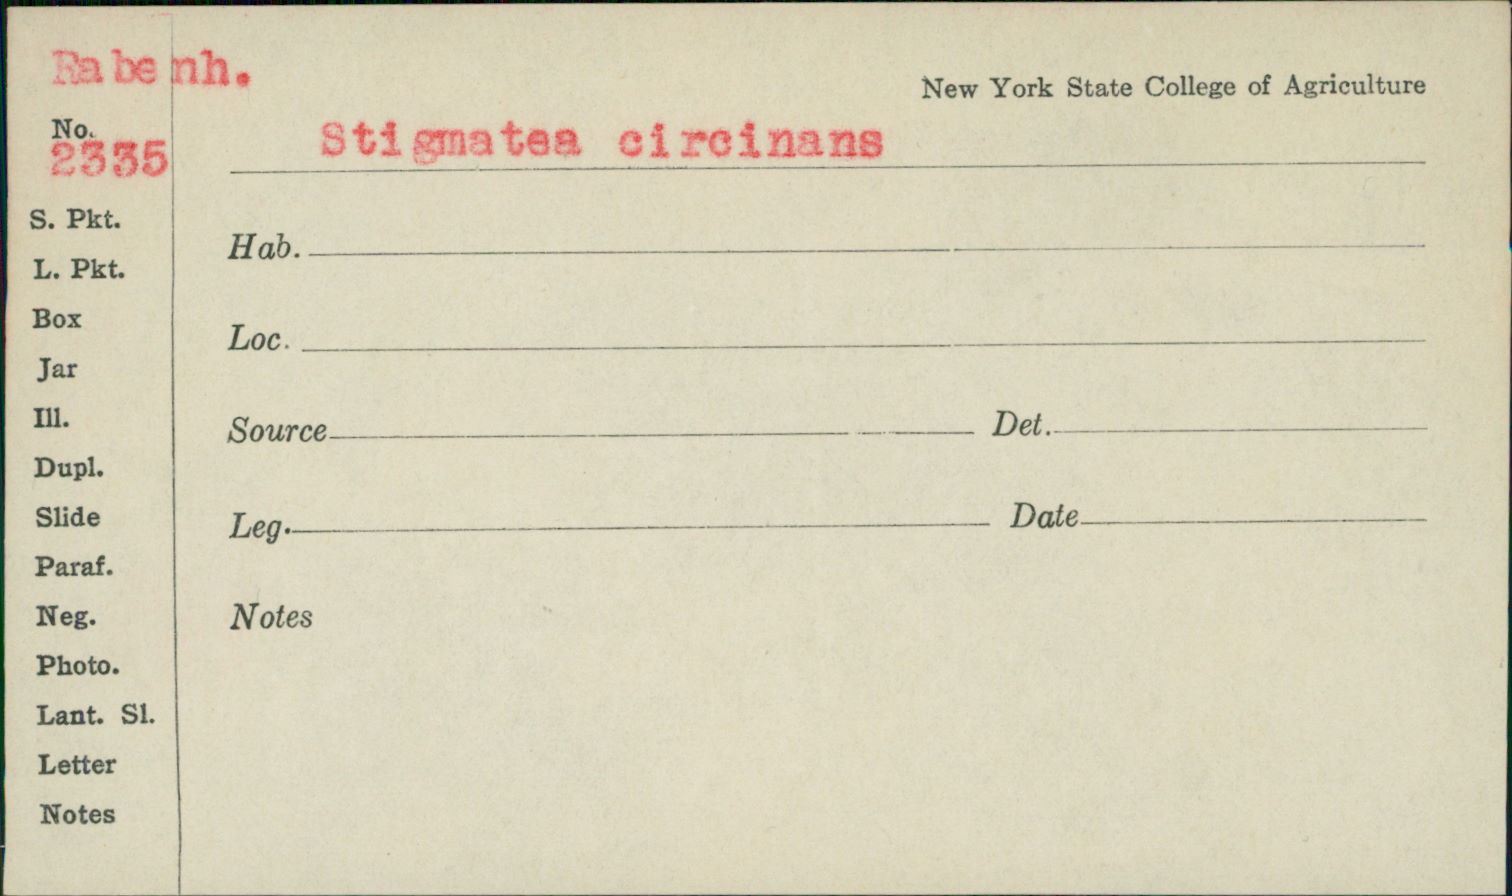 Rabenh.
New York State College of Agriculture
No.
2335
Stigmatea circinans
S. Pkt.
L. Pkt.
Box
Jar
Ill.
Dupl.
Slide
Paraf.
Neg.
Photo.
Lant. Sl.
Letter
Notes
Hab.
Loc.
Source
Det.
Leg.
Date
Notes